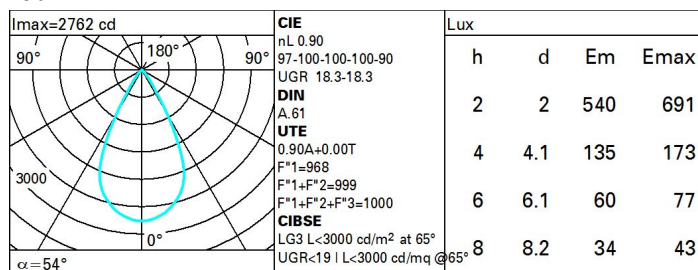 Imax=2762 cd
90° 180° 90°
3000
0°
α=54°
CIE
nL 0.90
97-100-100-100-90
UGR 18.3-18.3
DIN
A.61
UTE
0.90A+0.00T
F"1=968
F"1+F"2=999
F"1+F"2+F"3=1000
CIBSE
LG3 L<3000 cd/m² at 65°
UGR<19 | L<3000 cd/mq @65°
Lux
h d Em Emax
2 2 540 691
4 4.1 135 173
6 6.1 60 77
8 8.2 34 43